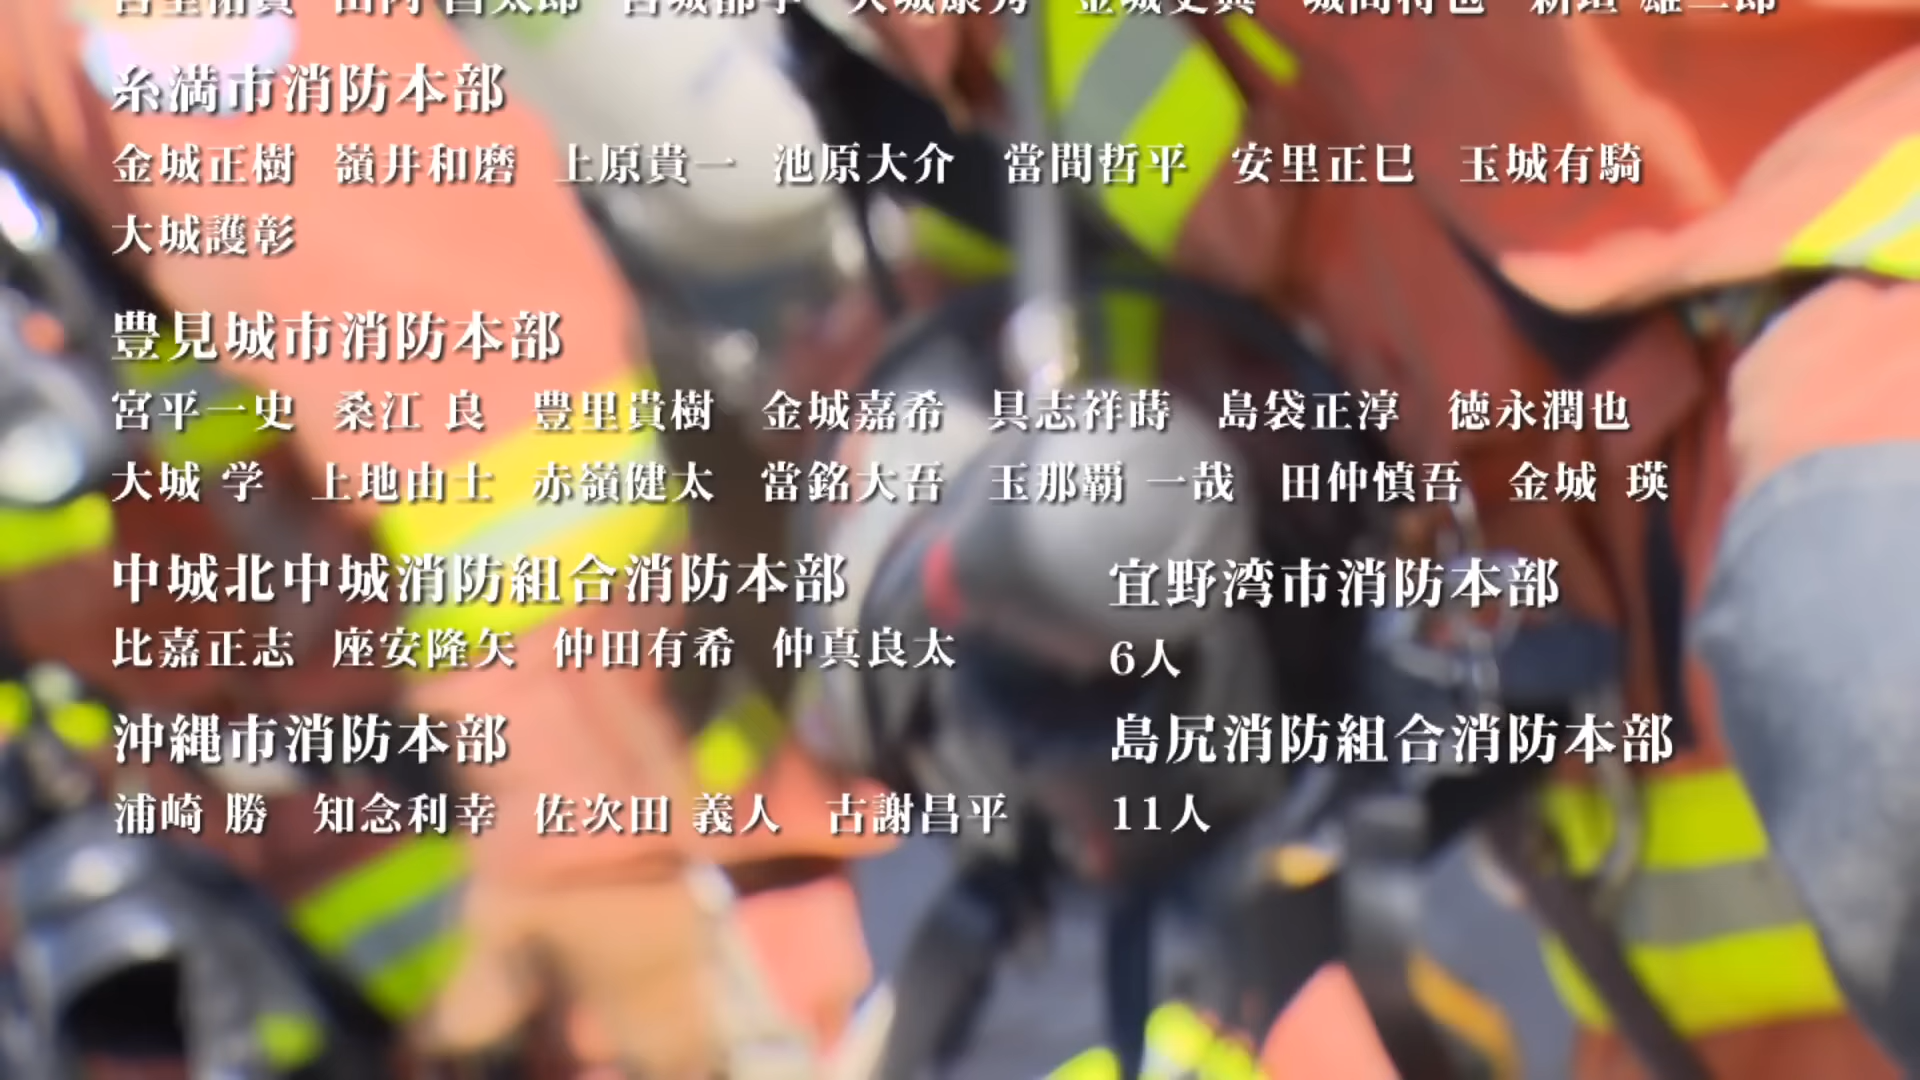 糸満市消防本部
金城正樹 嶺井和磨 上原貴一 池原大介 當間哲平 安里正巳 玉城有騎
大城護彰
豊見城市消防本部
宮平一史 桑江 良 豊里貴樹 金城嘉希 具志祥蒔 島袋正淳 徳永潤也
大城 学 上地由士 赤嶺健太 當銘大吾 玉那覇 一哉 田仲慎吾 金城 瑛
中城北中城消防組合消防本部
比嘉正志 座安隆矢 仲田有希 仲真良太
宜野湾市消防本部
6人
沖縄市消防本部
浦崎 勝 知念利幸 佐次田 義人 古謝昌平
島尻消防組合消防本部
11人